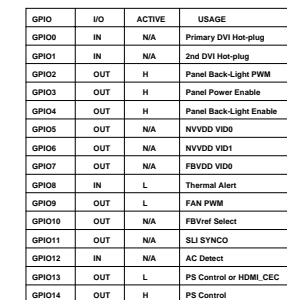 GPIO I/O ACTIVE USAGE
GPIO0 IN N/A Primary DVI Hot-plug
GPIO1 IN N/A 2nd DVI Hot-plug
GPIO2 OUT H Panel Back-Light PWM
GPIO3 OUT H Panel Power Enable
GPIO4 OUT H Panel Back-Light Enable
GPIO5 OUT N/A NVVDD VID0
GPIO6 OUT N/A NVVDD VID1
GPIO7 OUT N/A FBVDD VID0
GPIO8 IN L Thermal Alert
GPIO9 OUT L FAN PWM
GPIO10 OUT N/A FBVref Select
GPIO11 OUT N/A SLI SYNCO
GPIO12 IN N/A AC Detect
GPIO13 OUT L PS Control or HDMI_CEC
GPIO14 OUT H PS Control